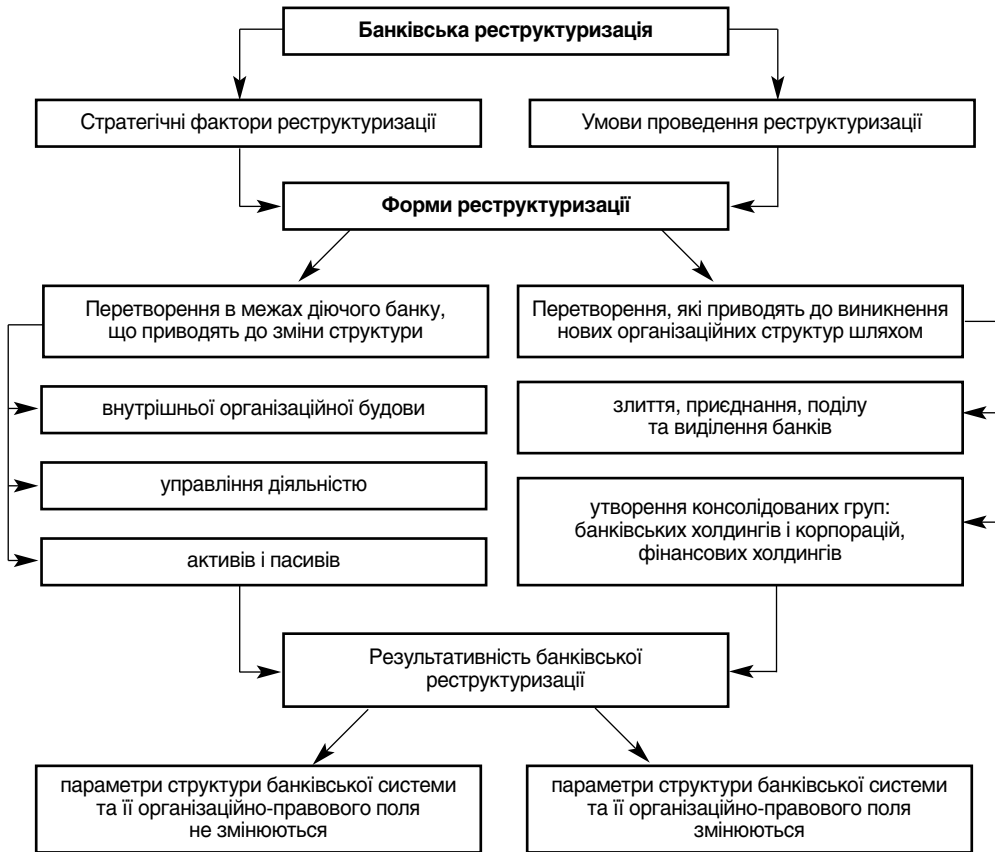 Банківська реструктуризація
Стратегічні фактори реструктуризації
Умови проведення реструктуризації
Форми реструктуризації
Перетворення в межах діючого банку,
що приводять до зміни структури
Перетворення, які приводять до виникнення
нових організаційних структур шляхом
внутрішньої організаційної будови
злиття, приєднання, поділу
та виділення банків
управління діяльністю
утворення консолідованих груп:
банківських холдингів і корпорацій,
фінансових холдингів
активів і пасивів
Результативність банківської
реструктуризації
параметри структури банківської системи
та її організаційно-правового поля
не змінюються
параметри структури банківської системи
та її організаційно-правового поля
змінюються